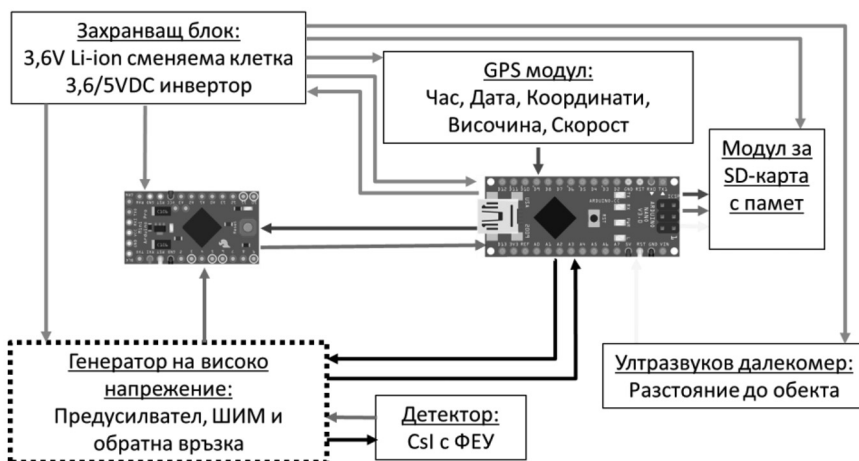 Захранващ блок:
3,6V Li-ion сменяема клетка
3,6/5VDC инвертор
GPS модул:
Час, Дата, Координати,
Височина, Скорост
Модул за
SD-карта
с памет
Генератор на високо
напрежение:
Предусилвател, ШИМ и
обратна връзка
Детектор:
CsI с ФЕУ
Ултразвуков далекомер:
Разстояние до обекта